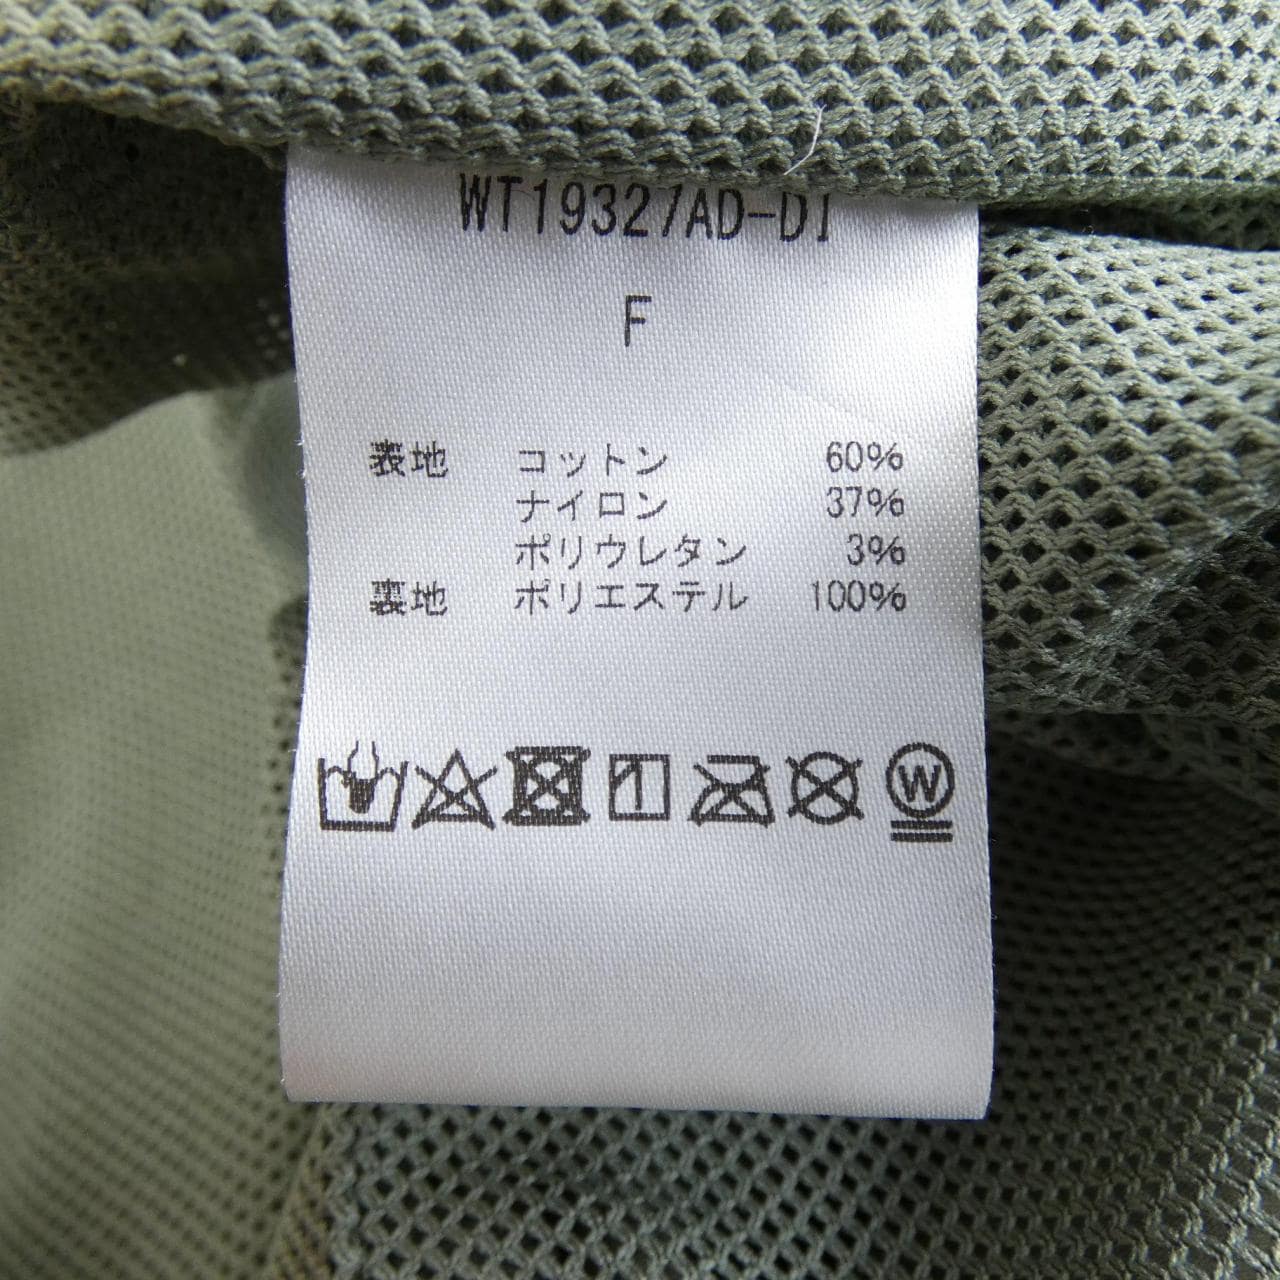 WT19327AD-DI
F
表地 コットン 60%
ナイロン 37%
ポリウレタン 3%
裏地 ポリエステル 100%
W